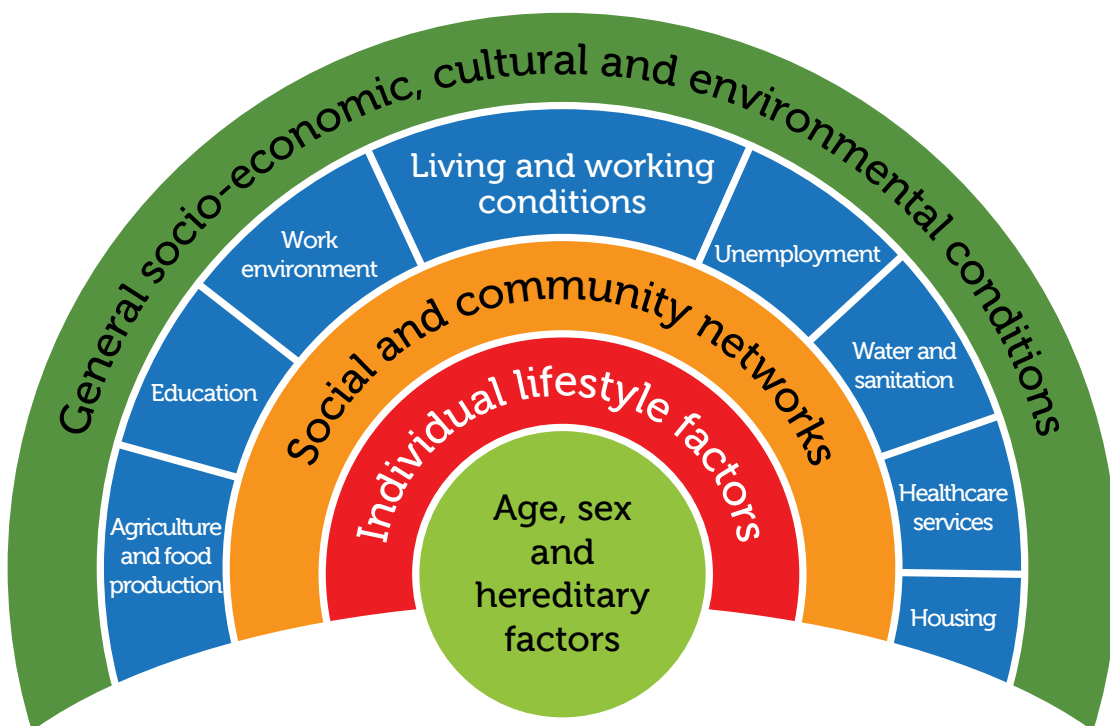 General socio-economic, cultural and environmental conditions
Living and working
conditions
Work
environment
Unemployment
Education
Water and
sanitation
Agriculture
and food
production
Healthcare
services
Housing
Social and community networks
Individual lifestyle factors
Age, sex
and
hereditary
factors